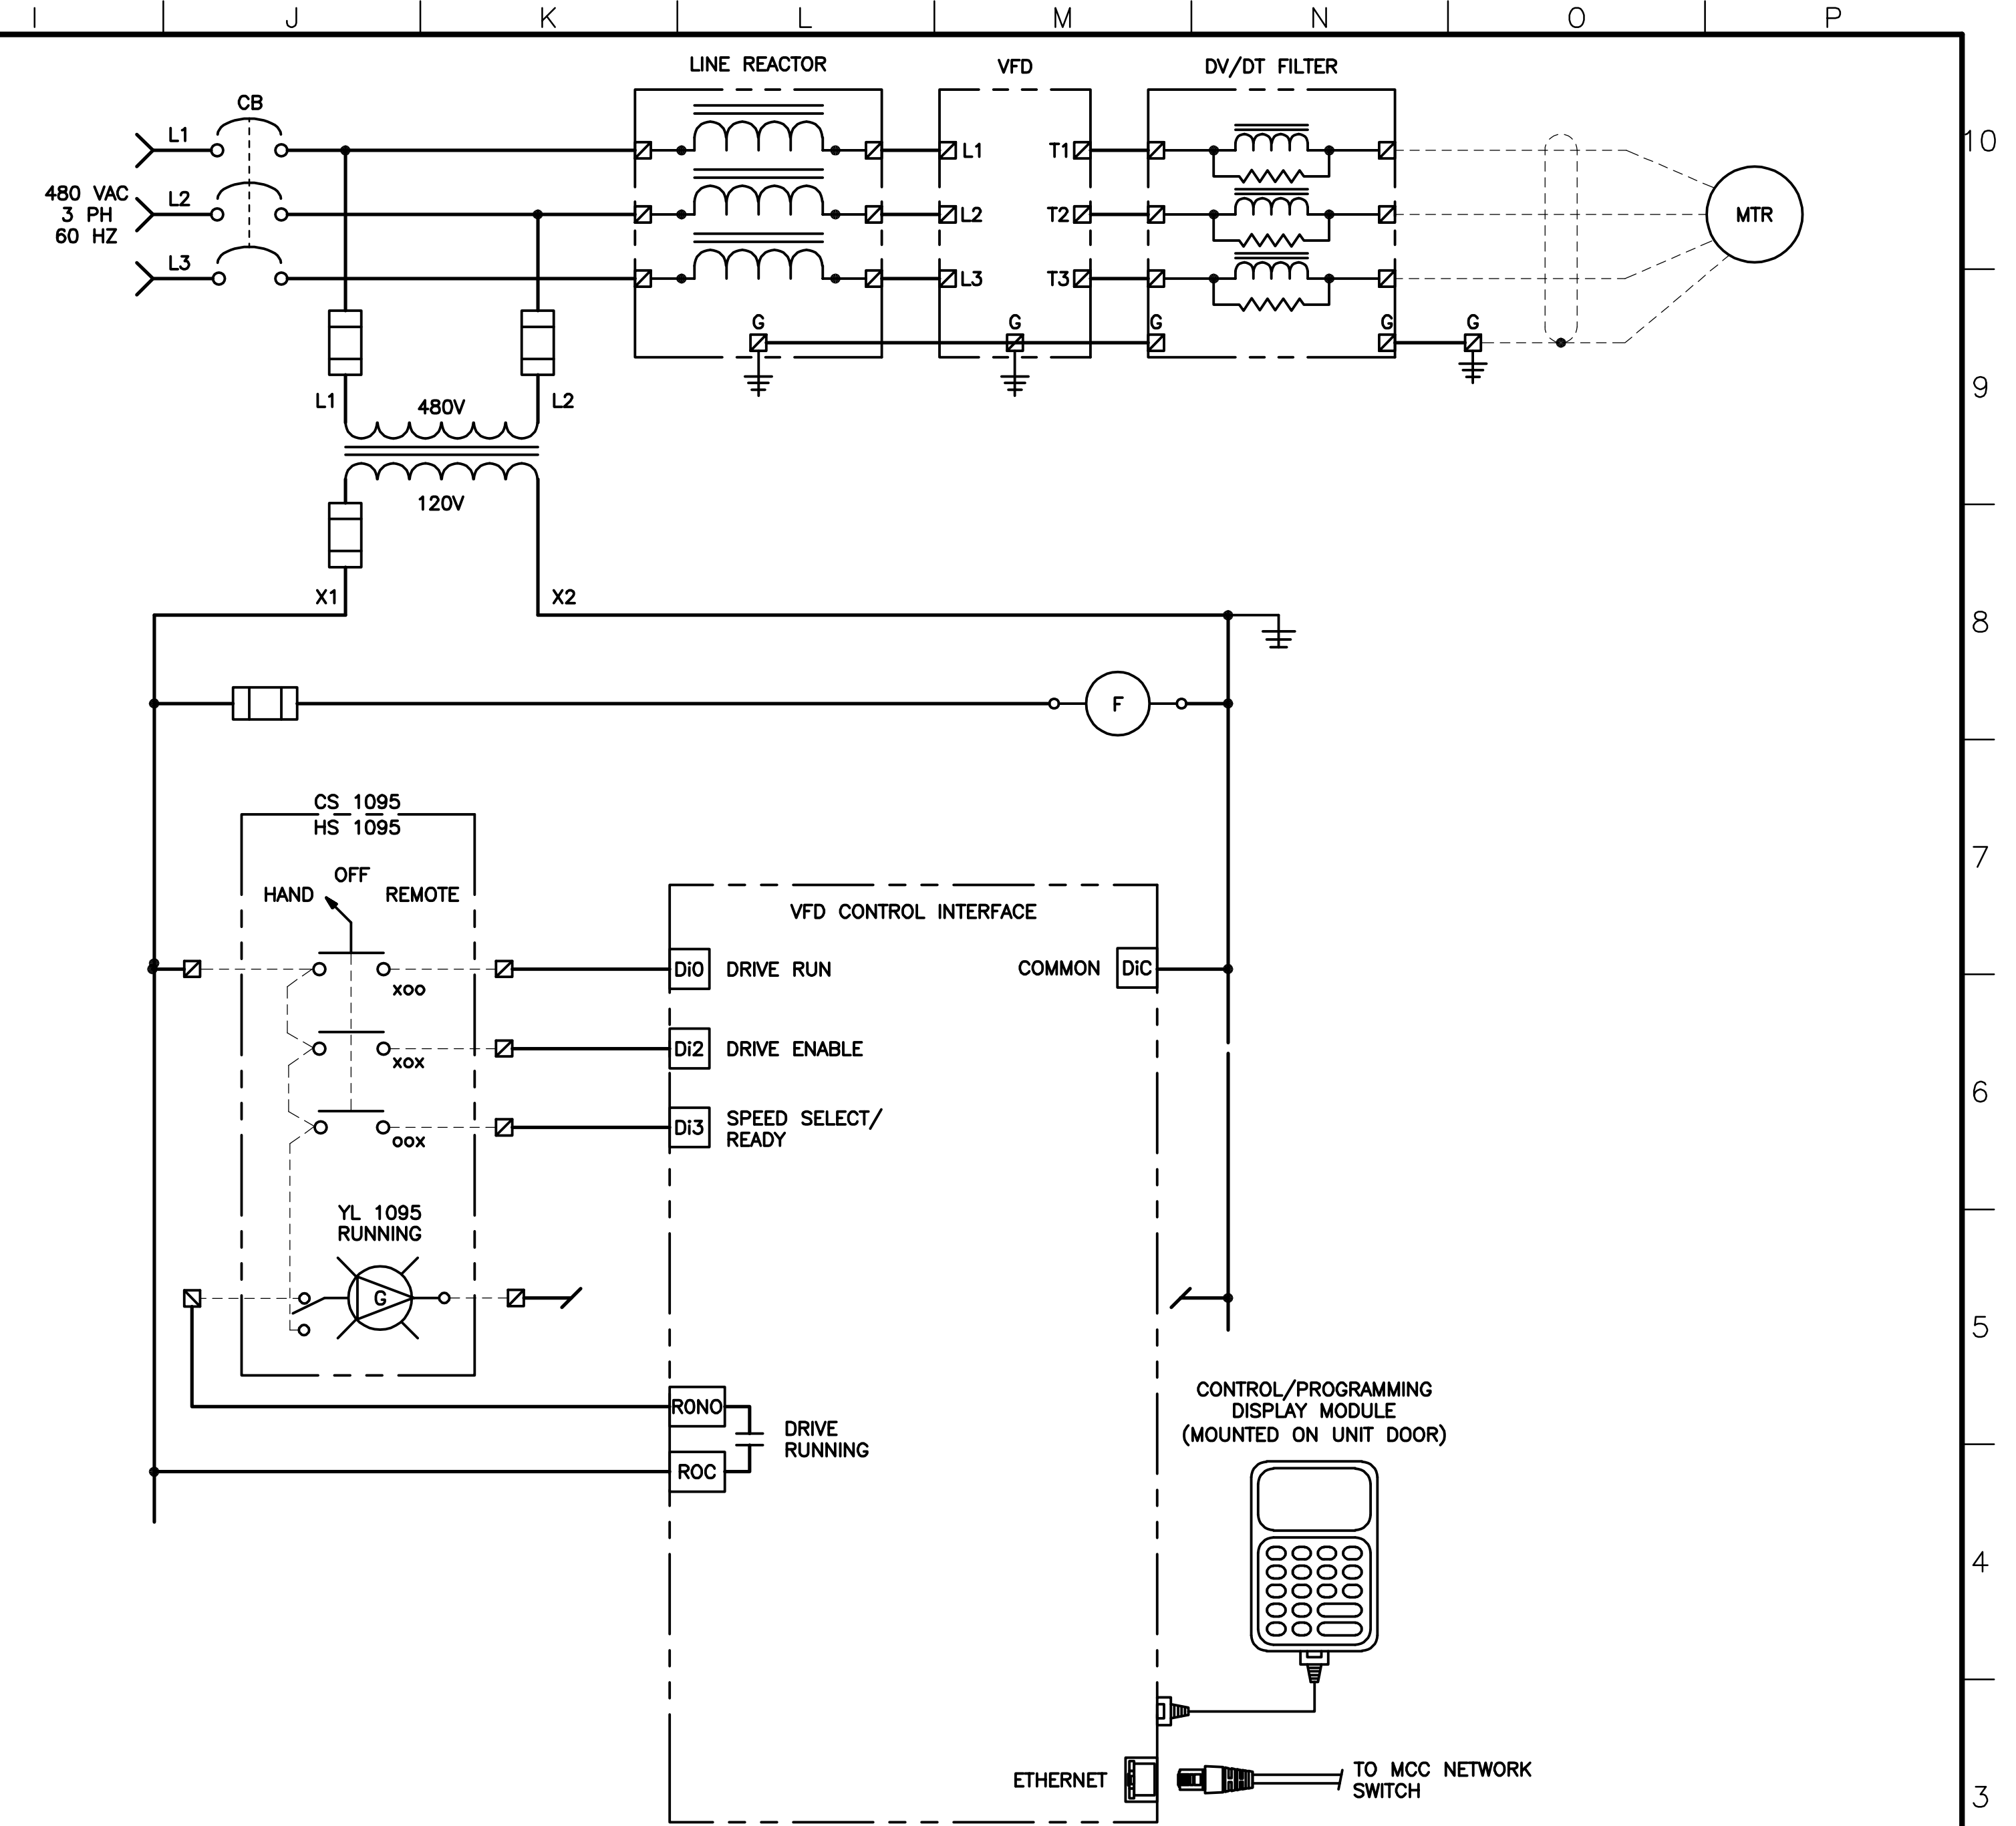 I J K L M N O P
LINE REACTOR
VFD
DV/DT FILTER
CB
L1
L1
T1
10
480 VAC
3 PH
60 HZ
L2
L2
T2
MTR
L3
L3
T3
G
G
G
G
G
9
L1
480V
L2
120V
X1
X2
8
F
CS 1095
HS 1095
7
OFF
HAND
REMOTE
VFD CONTROL INTERFACE
Di0
DRIVE RUN
COMMON
DiC
xoo
Di2
DRIVE ENABLE
xox
6
Di3
SPEED SELECT/
READY
oox
YL 1095
RUNNING
G
5
CONTROL/PROGRAMMING
DISPLAY MODULE
(MOUNTED ON UNIT DOOR)
R0NO
DRIVE
RUNNING
ROC
4
ETHERNET
TO MCC NETWORK
SWITCH
3